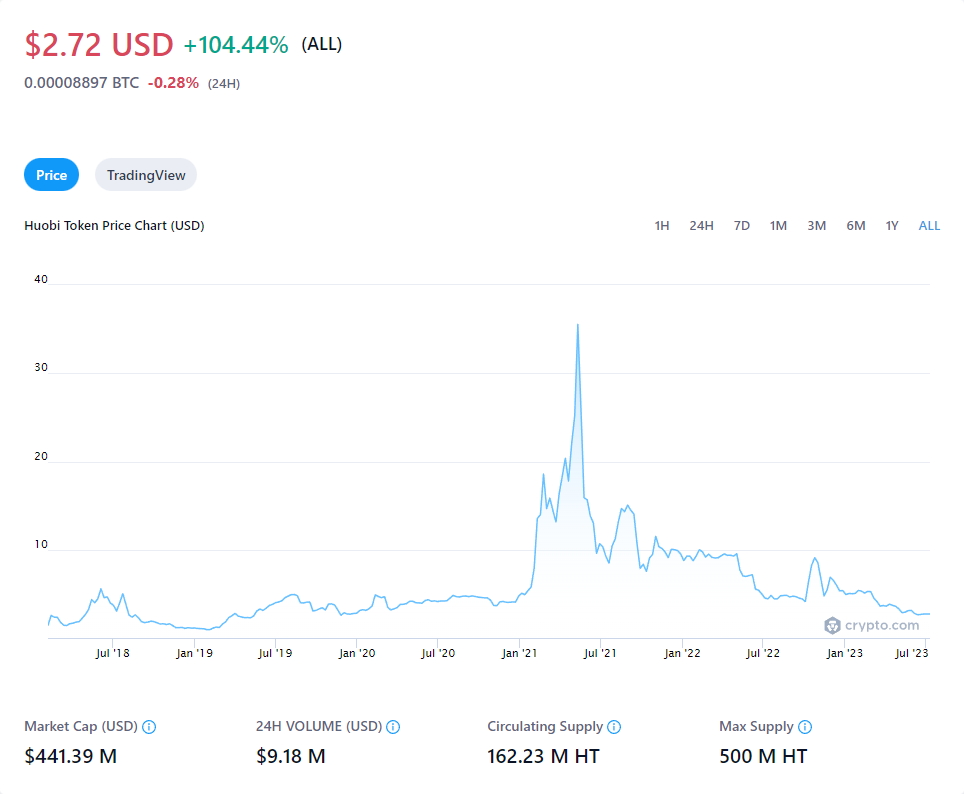 $2.72 USD +104.44% (ALL)
0.00008897 BTC -0.28% (24H)
Price TradingView
Huobi Token Price Chart (USD) 1H 24H 7D 1M 3M 6M 1Y ALL
40
30
20
10
crypto.com
Jul '18 Jan '19 Jul '19 Jan '20 Jul '20 Jan '21 Jul '21 Jan '22 Jul '22 Jan '23 Jul '23
Market Cap (USD) 24H VOLUME (USD) Circulating Supply Max Supply
$441.39 M $9.18 M 162.23 M HT 500 M HT